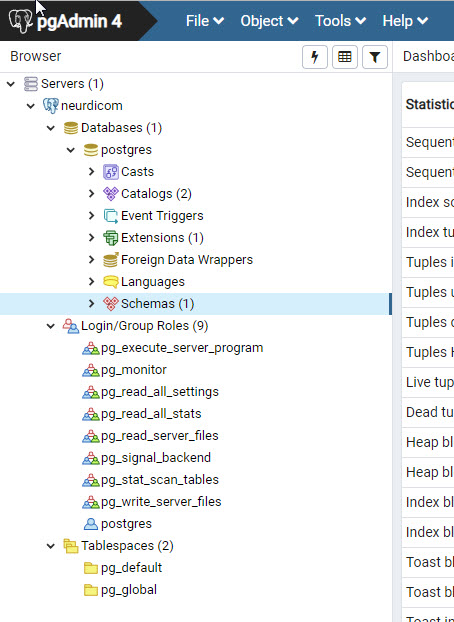 pgAdmin 4 File Object Tools Help
Browser
Servers (1)
neurdicom
Databases (1)
postgres
Casts
Catalogs (2)
Event Triggers
Extensions (1)
Foreign Data Wrappers
Languages
Schemas (1)
Login/Group Roles (9)
pg_execute_server_program
pg_monitor
pg_read_all_settings
pg_read_all_stats
pg_read_server_files
pg_signal_backend
pg_stat_scan_tables
pg_write_server_files
postgres
Tablespaces (2)
pg_default
pg_global
Dashboa
Statistic
Sequent
Sequent
Index sc
Index tu
Tuples i
Tuples u
Tuples d
Tuples H
Live tup
Dead tu
Heap bl
Heap bl
Index bl
Index bl
Toast bl
Toast bl